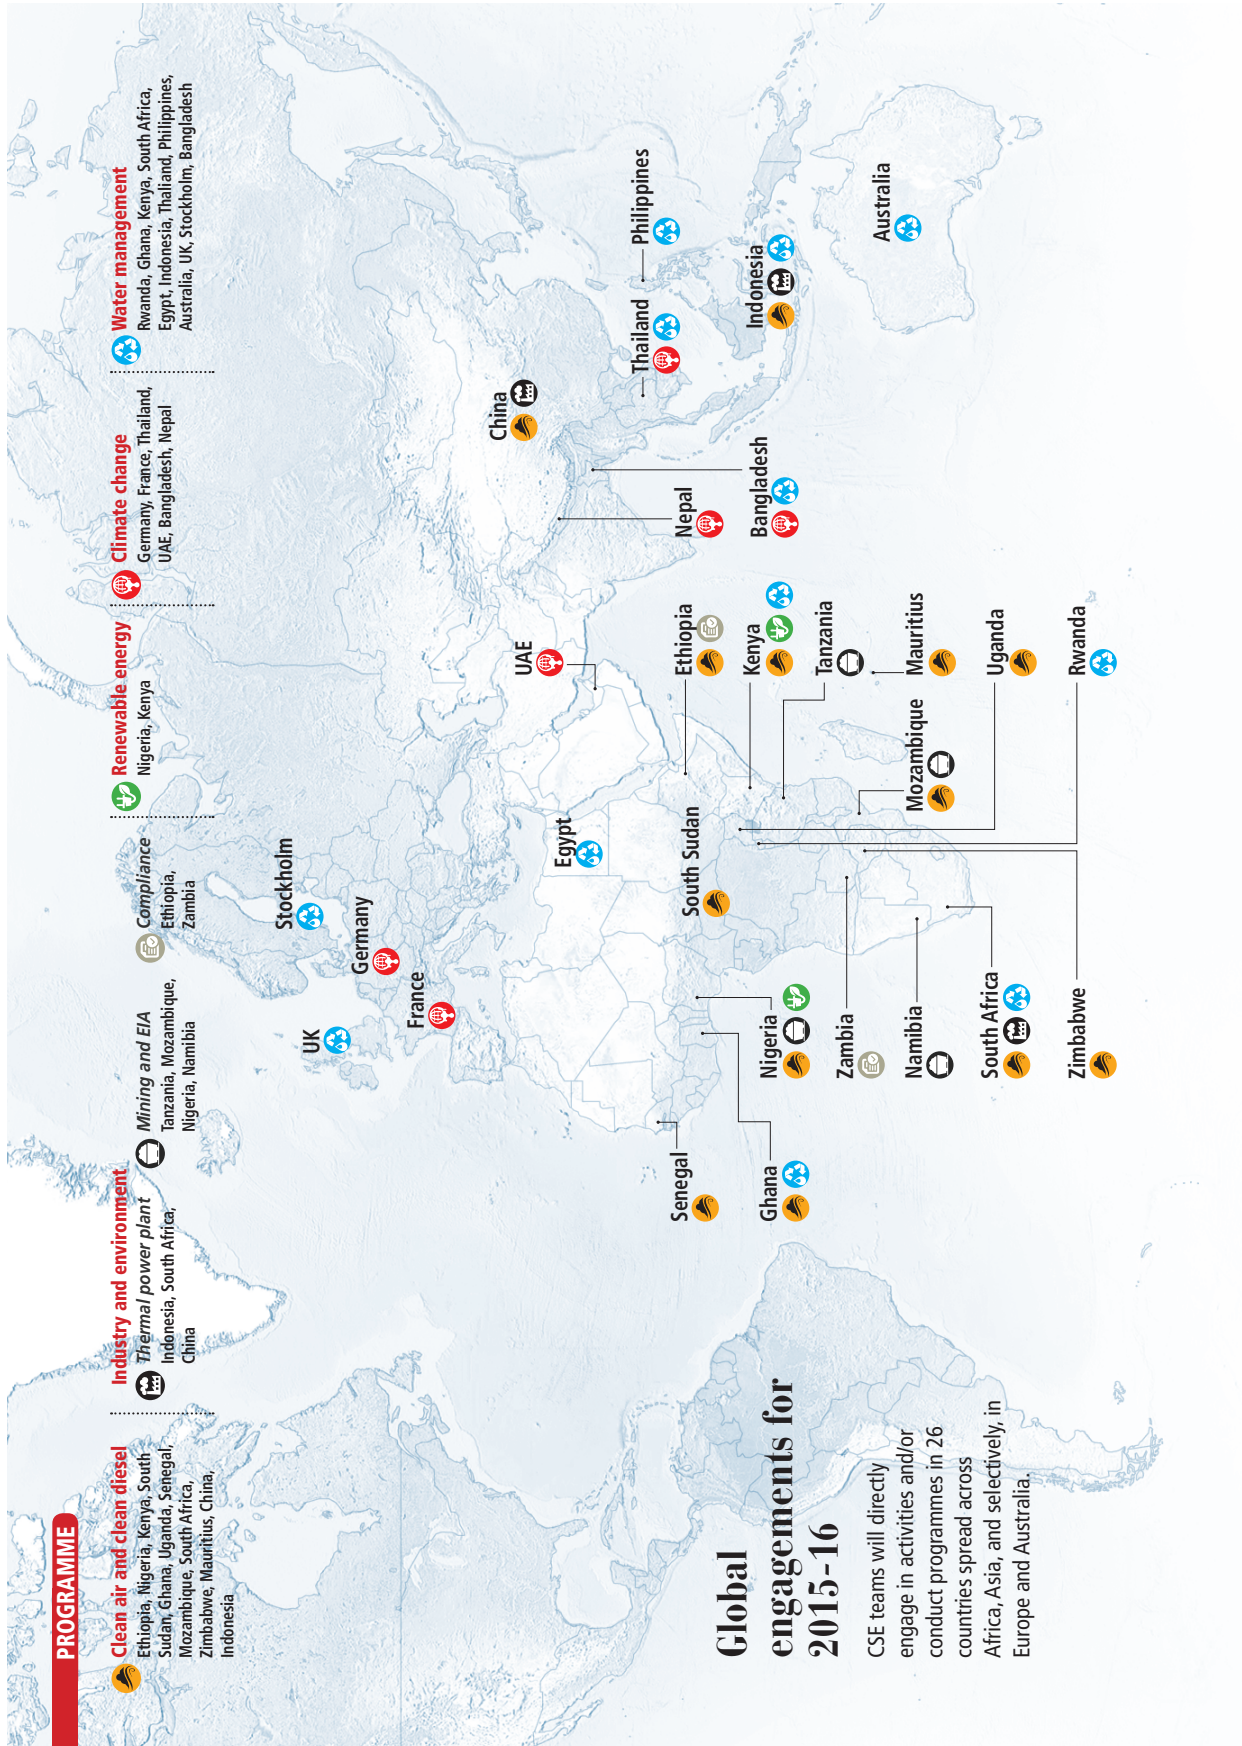 PROGRAMME
Clean air and clean diesel
Ethiopia, Nigeria, Kenya, South
Sudan, Ghana, Uganda, Senegal,
Mozambique, South Africa,
Zimbabwe, Mauritius, China,
Indonesia
Industry and environment
Thermal power plant
Indonesia, South Africa,
China
Mining and EIA
Tanzania, Mozambique,
Nigeria, Namibia
Compliance
Ethiopia,
Zambia
Renewable energy
Nigeria, Kenya
Climate change
Germany, France, Thailand,
UAE, Bangladesh, Nepal
Water management
Rwanda, Ghana, Kenya, South Africa,
Egypt, Indonesia, Thaliand, Philippines,
Australia, UK, Stockholm, Bangladesh
Stockholm
UK
Germany
France
China
UAE
Egypt
Thailand
Philippines
Senegal
South Sudan
Ethiopia
Nepal
Ghana
Nigeria
Kenya
Bangladesh
Indonesia
Zambia
Tanzania
Australia
Namibia
Mozambique
Mauritius
South Africa
Uganda
Zimbabwe
Rwanda
Global
engagements for
2015-16
CSE teams will directly
engage in activities and/or
conduct programmes in 26
countries spread across
Africa, Asia, and selectively, in
Europe and Australia.